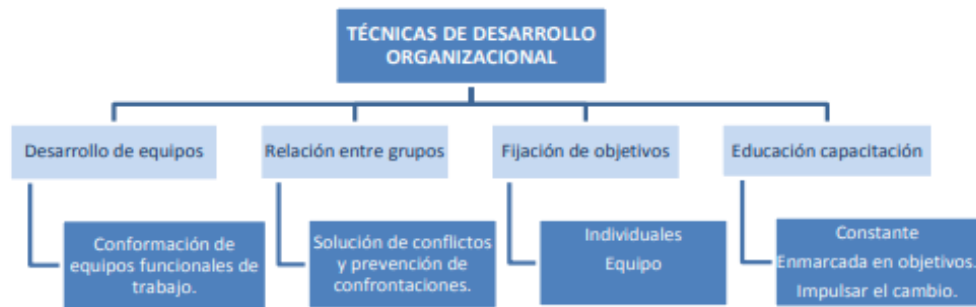 TÉCNICAS DE DESARROLLO
ORGANIZACIONAL
Desarrollo de equipos
Relación entre grupos
Fijación de objetivos
Educación capacitación
Conformación de
equipos funcionales de
trabajo.
Solución de conflictos
y prevención de
confrontaciones.
Individuales
Equipo
Constante
Enmarcada en objetivos.
Impulsar el cambio.